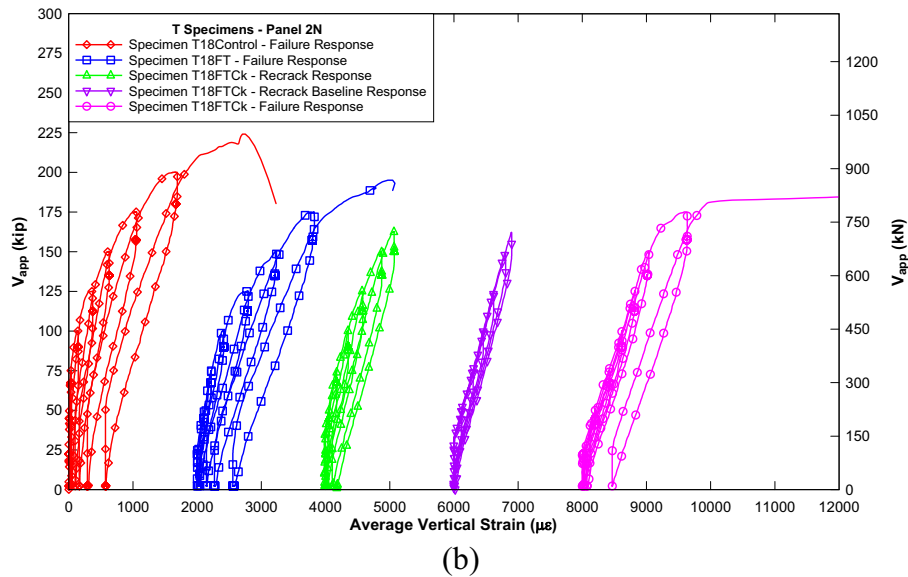 T Specimens - Panel 2N
Specimen T18Control - Failure Response
Specimen T18FT - Failure Response
Specimen T18FTCk - Recrack Response
Specimen T18FTCk - Recrack Baseline Response
Specimen T18FTCk - Failure Response
300
275
250
225
200
175
150
125
100
75
50
25
0
V_app (kip)
1200
1050
900
750
600
450
300
150
0
V_app (kN)
0 1000 2000 3000 4000 5000 6000 7000 8000 9000 10000 11000 12000
Average Vertical Strain (με)
(b)